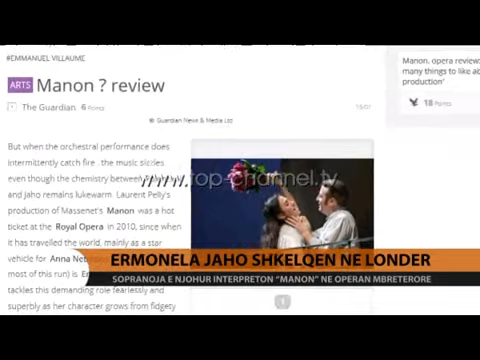 #EMMANUEL VILLAUME
ARTS Manon ? review
The Guardian 6 Points
18/01
© Guardian News & Media Ltd
But when the orchestral performance does
intermittently catch fire . the music sizzles
even though the chemistry between
and Jaho remains lukewarm. Laurent Pelly's
production of Massenet's Manon was a hot
ticket at the Royal Opera in 2010, since when
it has travelled the world, mainly as a star
vehicle for Anna
most of this run) is
tackles this demanding role fearlessly and
superbly as her character grows from fidgety
Manon, opera review:
many things to like ab
production'
18 Points
www.top-channel.tv
ERMONELA JAHO SHKELQEN NE LONDER
SOPRANOJA E NJOHUR INTERPRETON "MANON" NE OPERAN MBRETERORE